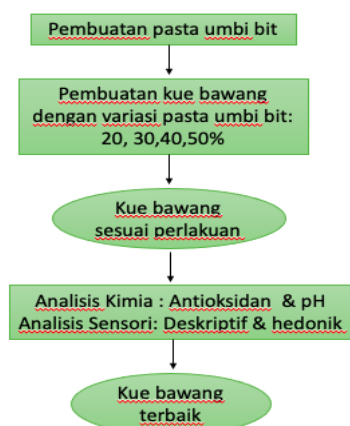 Pembuatan pasta umbi bit
Pembuatan kue bawang
dengan variasi pasta umbi bit:
20, 30,40,50%
Kue bawang
sesuai perlakuan
Analisis Kimia : Antioksidan & pH
Analisis Sensori: Deskriptif & hedonik
Kue bawang
terbaik